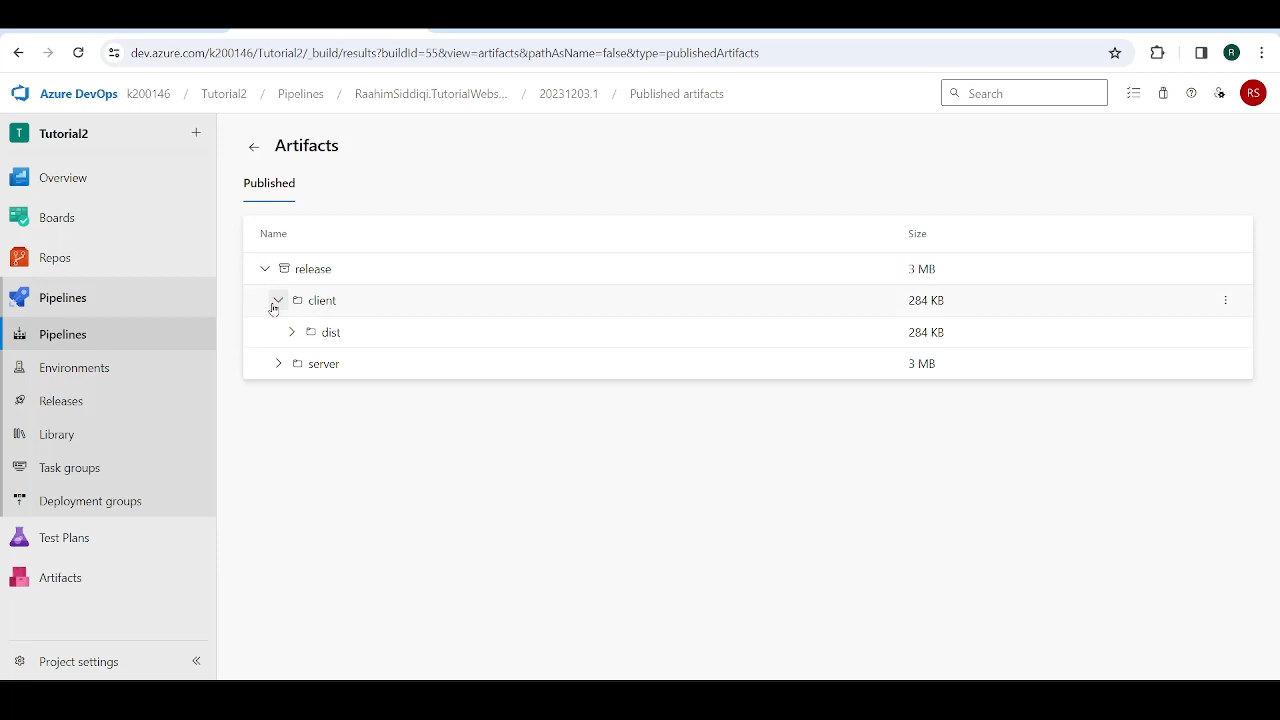 dev.azure.com/k200146/Tutorial2/_build/results?buildId=55&view=artifacts&pathAsName=false&type=publishedArtifacts
R
Azure DevOps k200146 / Tutorial2 / Pipelines / RaahimSiddiqi.TutorialWebs... / 20231203.1 / Published artifacts
Search
RS
T Tutorial2 +
Overview
Boards
Repos
Pipelines
Pipelines
Environments
Releases
Library
Task groups
Deployment groups
Test Plans
Artifacts
Project settings
Artifacts
Published
Name Size
release 3 MB
client 284 KB
dist 284 KB
server 3 MB